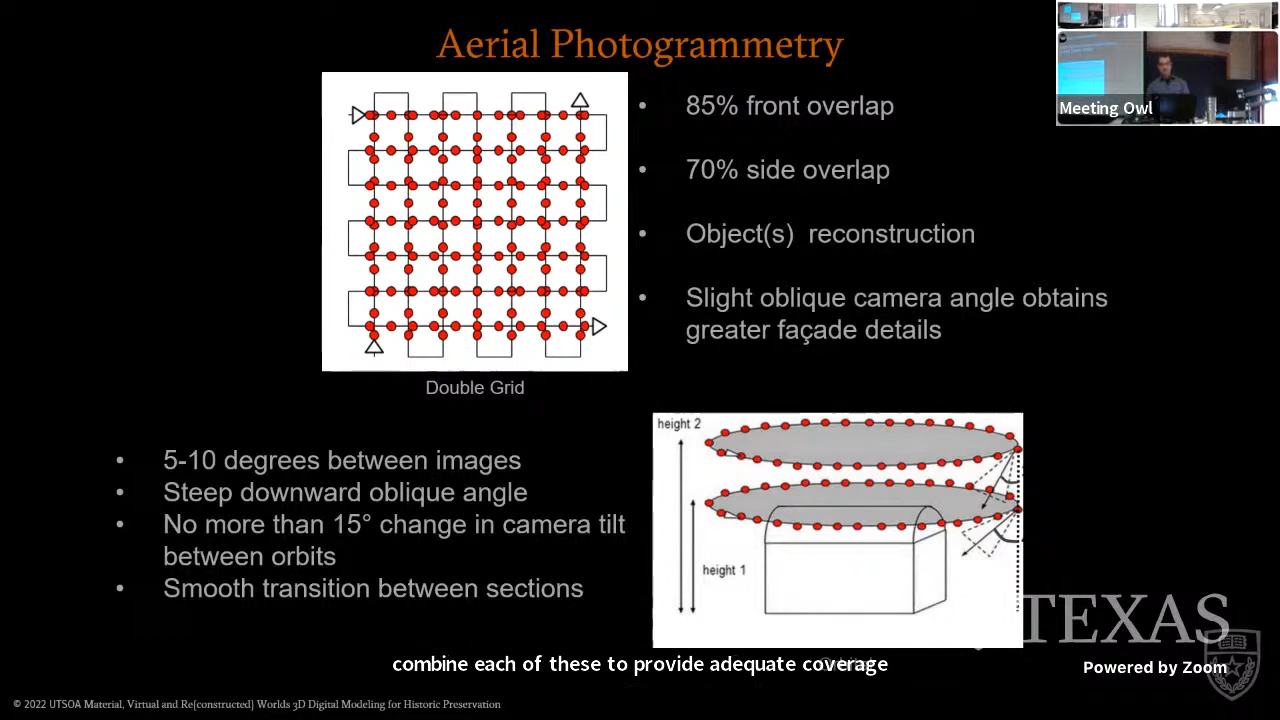 Aerial Photogrammetry
Meeting Owl
• 85% front overlap
• 70% side overlap
• Object(s) reconstruction
• Slight oblique camera angle obtains
greater façade details
Double Grid
• 5-10 degrees between images
• Steep downward oblique angle
• No more than 15° change in camera tilt
between orbits
• Smooth transition between sections
height 2
height 1
TEXAS
combine each of these to provide adequate coverage
Powered by Zoom
© 2022 UTSOA Material, Virtual and Re(constructed) Worlds 3D Digital Modeling for Historic Preservation